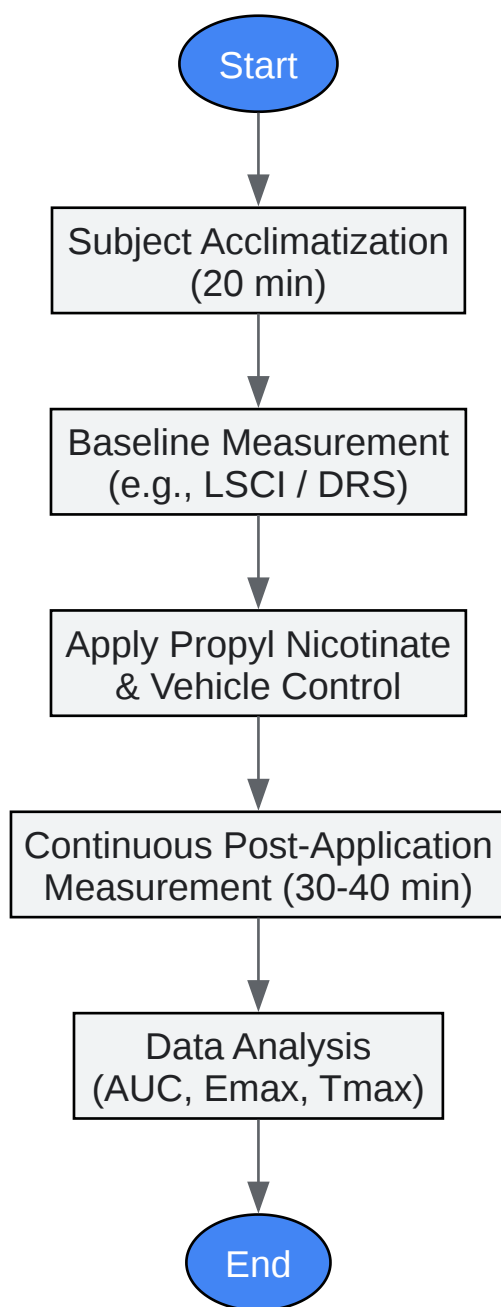 Start
Subject Acclimatization
(20 min)
Baseline Measurement
(e.g., LSCI / DRS)
Apply Propyl Nicotinate
& Vehicle Control
Continuous Post-Application
Measurement (30-40 min)
Data Analysis
(AUC, Emax, Tmax)
End